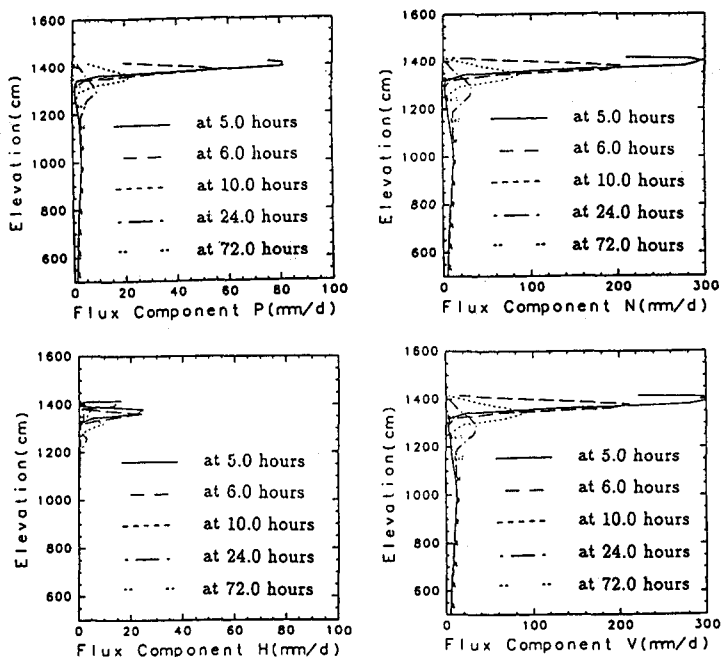 1600
1400
1200
1000
800
600
Elevation(cm)
at 5.0 hours
at 6.0 hours
at 10.0 hours
ai 24.0 hours
at 72.0 hours
0 20 40 60 80 100
Flux Component P(mm/d)
1600
1400
1200
1000
800
600
Elevation(cm)
at 5.0 hours
at 6.0 hours
at 10.0 hours
at 24.0 hours
at 72.0 hours
0 100 200 300
Flux Component N(mm/d)
1600
1400
1200
1000
800
600
Elevation(cm)
at 5.0 hours
at 6.0 hours
at 10.0 hours
at 24.0 hours
at 72.0 hours
0 20 40 60 80 100
Flux Component H(mm/d)
1600
1400
1200
1000
800
600
Elevation(cm)
at 5.0 hours
at 6.0 hours
at 10.0 hours
at 24.0 hours
at 72.0 hours
0 100 200 300
Flux Component V(mm/d)